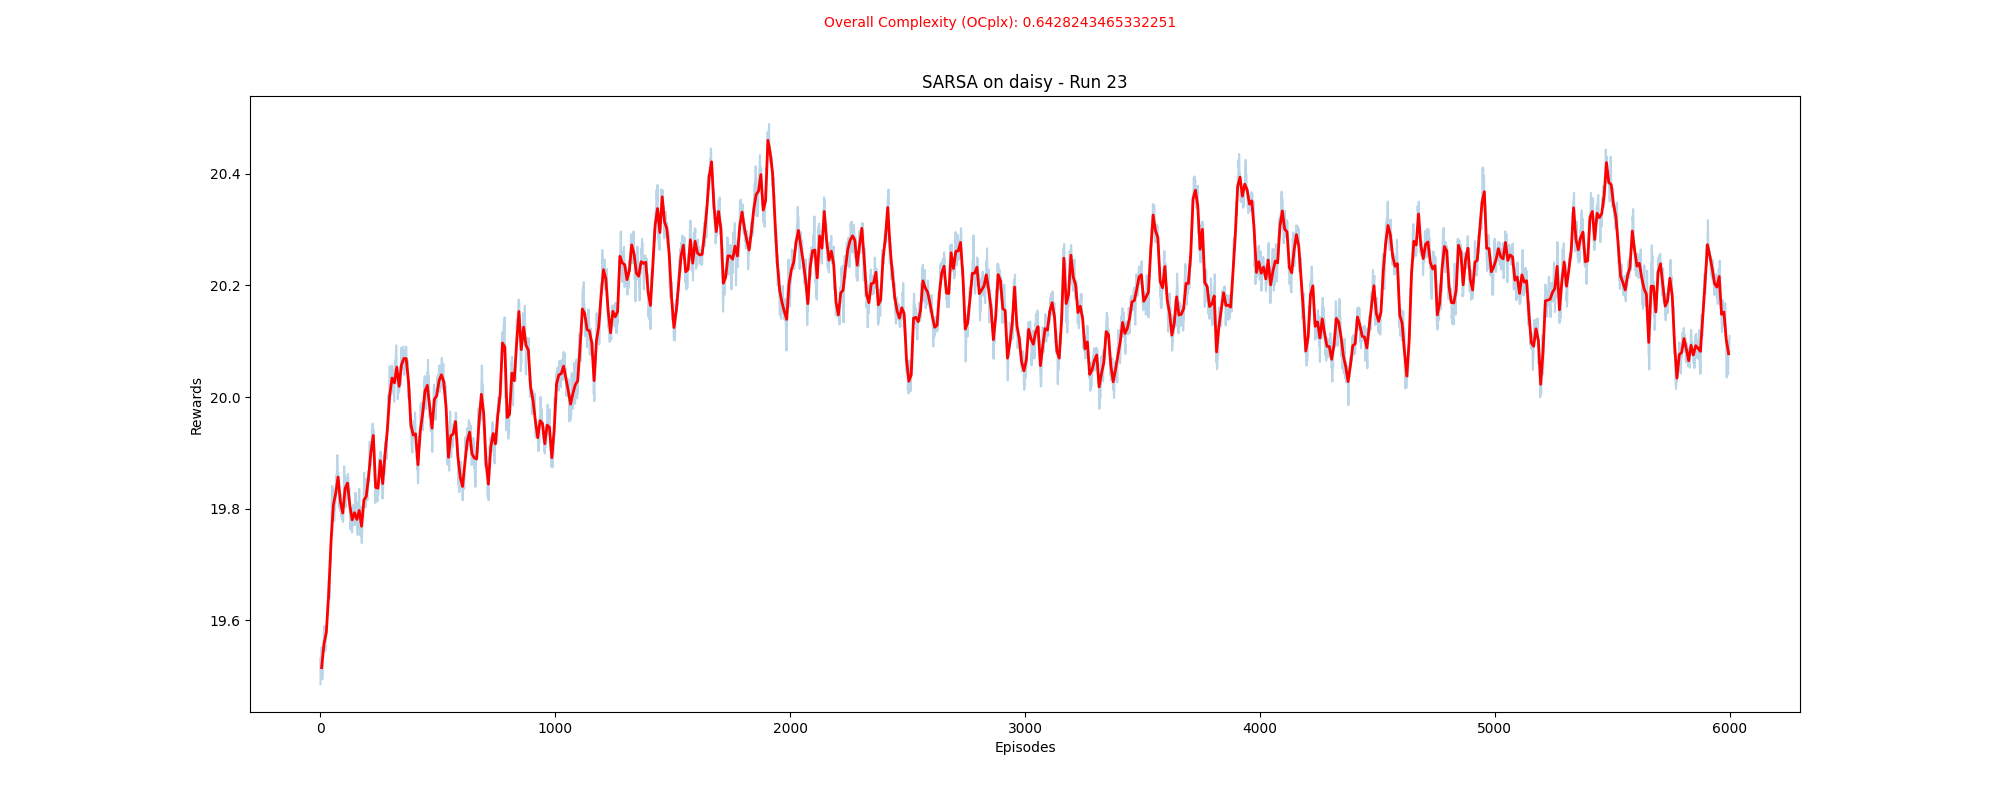 Overall Complexity (OCplx): 0.6428243465332251
SARSA on daisy - Run 23
Rewards
20.4
20.2
20.0
19.8
19.6
0 1000 2000 3000 4000 5000 6000
Episodes